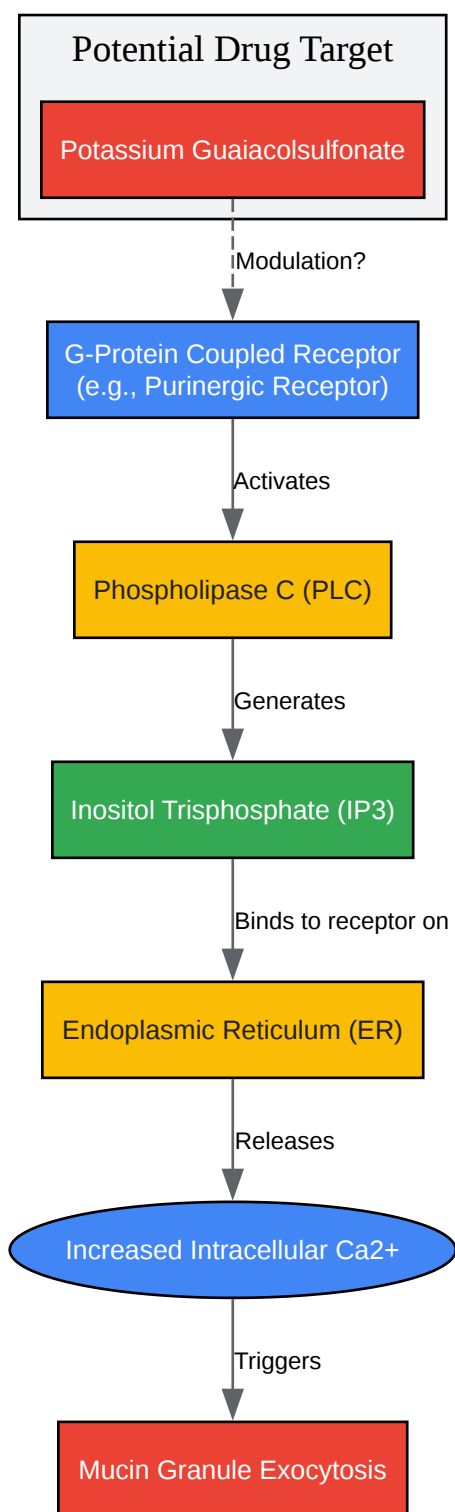 Potential Drug Target
Potassium Guaiacolsulfonate
Modulation?
G-Protein Coupled Receptor
(e.g., Purinergic Receptor)
Activates
Phospholipase C (PLC)
Generates
Inositol Trisphosphate (IP3)
Binds to receptor on
Endoplasmic Reticulum (ER)
Releases
Increased Intracellular Ca2+
Triggers
Mucin Granule Exocytosis